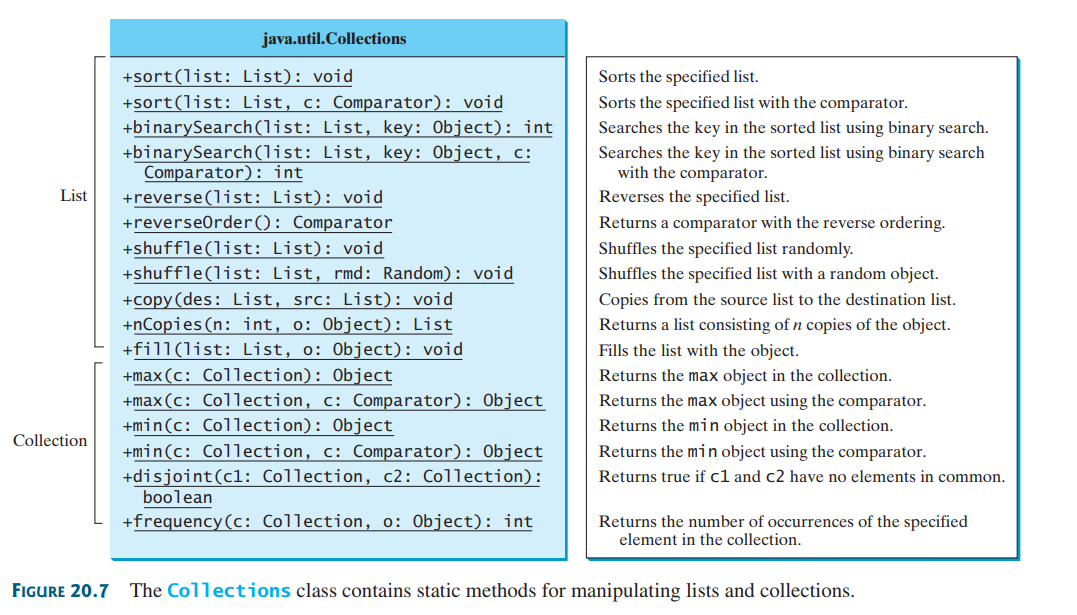 java.util.Collections
List
+sort(list: List): void
Sorts the specified list.
+sort(list: List, c: Comparator): void
Sorts the specified list with the comparator.
+binarySearch(list: List, key: Object): int
Searches the key in the sorted list using binary search.
+binarySearch(list: List, key: Object, c:
Comparator): int
Searches the key in the sorted list using binary search
with the comparator.
+reverse(list: List): void
Reverses the specified list.
+reverseOrder(): Comparator
Returns a comparator with the reverse ordering.
+shuffle(list: List): void
Shuffles the specified list randomly.
+shuffle(list: List, rmd: Random): void
Shuffles the specified list with a random object.
+copy(des: List, src: List): void
Copies from the source list to the destination list.
+nCopies(n: int, o: Object): List
Returns a list consisting of n copies of the object.
+fill(list: List, o: Object): void
Fills the list with the object.
Collection
+max(c: Collection): Object
Returns the max object in the collection.
+max(c: Collection, c: Comparator): Object
Returns the max object using the comparator.
+min(c: Collection): Object
Returns the min object in the collection.
+min(c: Collection, c: Comparator): Object
Returns the min object using the comparator.
+disjoint(c1: Collection, c2: Collection):
boolean
Returns true if c1 and c2 have no elements in common.
+frequency(c: Collection, o: Object): int
Returns the number of occurrences of the specified
element in the collection.
FIGURE 20.7 The Collections class contains static methods for manipulating lists and collections.